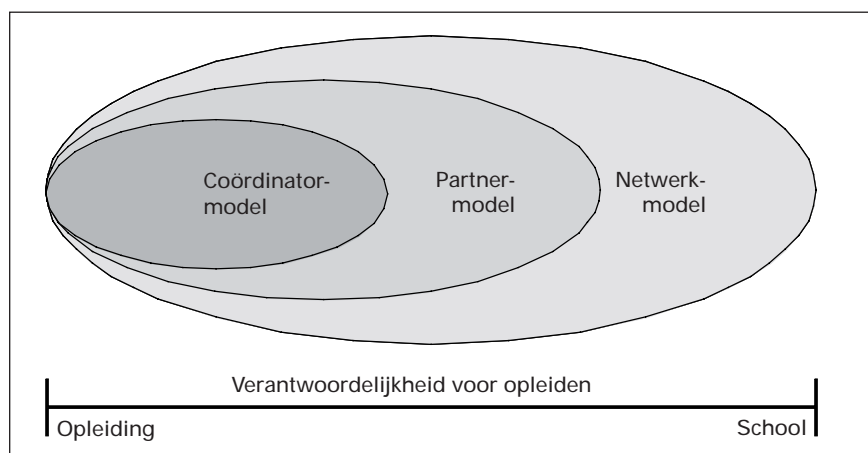 Coördinator-
model
Partner-
model
Netwerk-
model
Verantwoordelijkheid voor opleiden
Opleiding
School